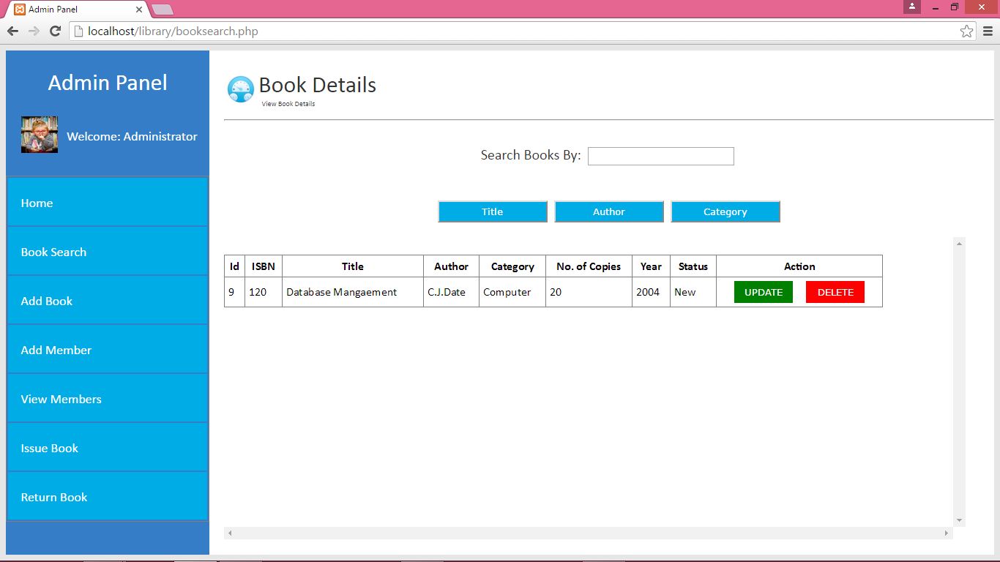 Admin Panel
localhost/library/booksearch.php
Admin Panel
Welcome: Administrator
Home
Book Search
Add Book
Add Member
View Members
Issue Book
Return Book
Book Details
View Book Details
Search Books By:
Title Author Category
Id ISBN Title Author Category No. of Copies Year Status Action
9 120 Database Mangaement C.J.Date Computer 20 2004 New UPDATE DELETE